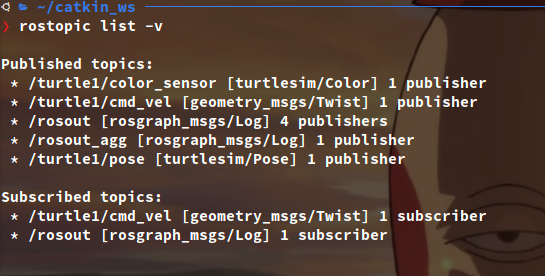 ~/catkin_ws
❯ rostopic list -v
Published topics:
* /turtle1/color_sensor [turtlesim/Color] 1 publisher
* /turtle1/cmd_vel [geometry_msgs/Twist] 1 publisher
* /rosout [rosgraph_msgs/Log] 4 publishers
* /rosout_agg [rosgraph_msgs/Log] 1 publisher
* /turtle1/pose [turtlesim/Pose] 1 publisher
Subscribed topics:
* /turtle1/cmd_vel [geometry_msgs/Twist] 1 subscriber
* /rosout [rosgraph_msgs/Log] 1 subscriber